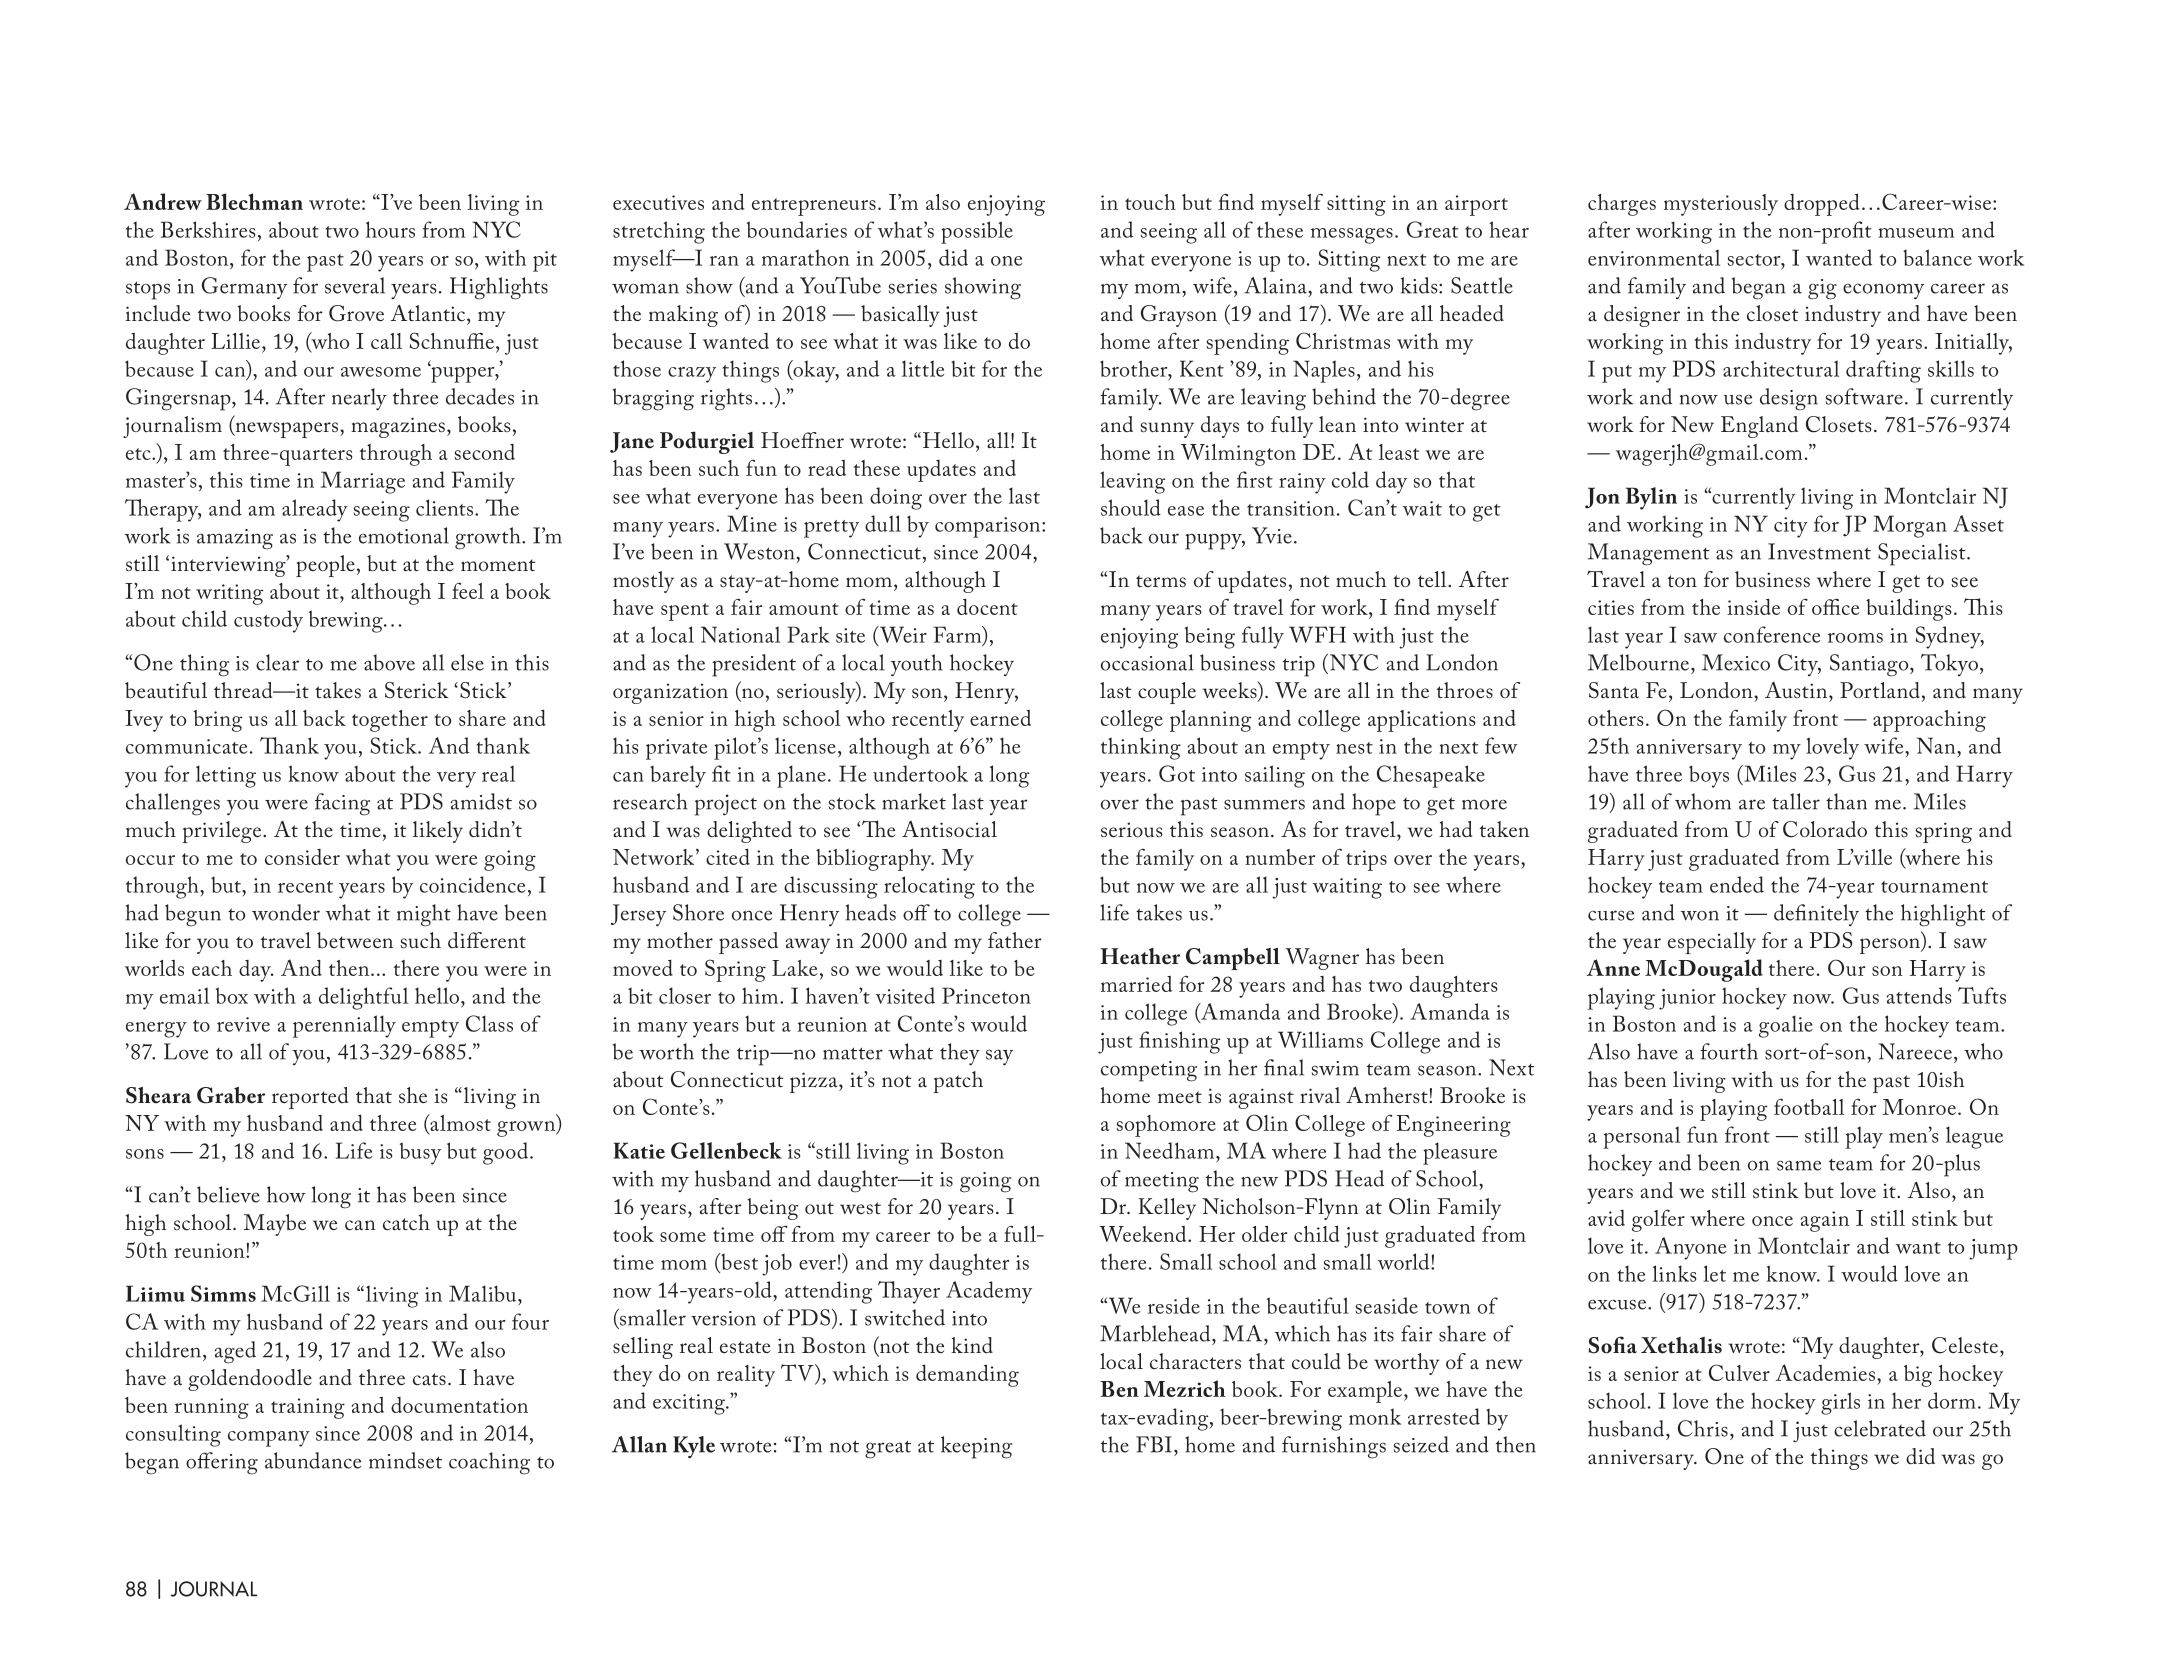 Andrew Blechman wrote: “I’ve been living in
the Berkshires, about two hours from NYC
and Boston, for the past 20 years or so, with pit
stops in Germany for several years. Highlights
include two books for Grove Atlantic, my
daughter Lillie, 19, (who I call Schnuffie, just
because I can), and our awesome ‘pupper,’
Gingersnap, 14. After nearly three decades in
journalism (newspapers, magazines, books,
etc.), I am three-quarters through a second
master’s, this time in Marriage and Family
Therapy, and am already seeing clients. The
work is amazing as is the emotional growth. I’m
still ‘interviewing’ people, but at the moment
I’m not writing about it, although I feel a book
about child custody brewing…
“One thing is clear to me above all else in this
beautiful thread—it takes a Sterick ‘Stick’
Ivey to bring us all back together to share and
communicate. Thank you, Stick. And thank
you for letting us know about the very real
challenges you were facing at PDS amidst so
much privilege. At the time, it likely didn’t
occur to me to consider what you were going
through, but, in recent years by coincidence, I
had begun to wonder what it might have been
like for you to travel between such different
worlds each day. And then... there you were in
my email box with a delightful hello, and the
energy to revive a perennially empty Class of
’87. Love to all of you, 413-329-6885.”
Sheara Graber reported that she is “living in
NY with my husband and three (almost grown)
sons — 21, 18 and 16. Life is busy but good.
“I can’t believe how long it has been since
high school. Maybe we can catch up at the
50th reunion!”
Liimu Simms McGill is “living in Malibu,
CA with my husband of 22 years and our four
children, aged 21, 19, 17 and 12. We also
have a goldendoodle and three cats. I have
been running a training and documentation
consulting company since 2008 and in 2014,
began offering abundance mindset coaching to
executives and entrepreneurs. I’m also enjoying
stretching the boundaries of what’s possible
myself—I ran a marathon in 2005, did a one
woman show (and a YouTube series showing
the making of) in 2018 — basically just
because I wanted to see what it was like to do
those crazy things (okay, and a little bit for the
bragging rights…).”
Jane Podurgiel Hoeffner wrote: “Hello, all! It
has been such fun to read these updates and
see what everyone has been doing over the last
many years. Mine is pretty dull by comparison:
I’ve been in Weston, Connecticut, since 2004,
mostly as a stay-at-home mom, although I
have spent a fair amount of time as a docent
at a local National Park site (Weir Farm),
and as the president of a local youth hockey
organization (no, seriously). My son, Henry,
is a senior in high school who recently earned
his private pilot’s license, although at 6’6” he
can barely fit in a plane. He undertook a long
research project on the stock market last year
and I was delighted to see ‘The Antisocial
Network’ cited in the bibliography. My
husband and I are discussing relocating to the
Jersey Shore once Henry heads off to college —
my mother passed away in 2000 and my father
moved to Spring Lake, so we would like to be
a bit closer to him. I haven’t visited Princeton
in many years but a reunion at Conte’s would
be worth the trip—no matter what they say
about Connecticut pizza, it’s not a patch
on Conte’s.”
Katie Gellenbeck is “still living in Boston
with my husband and daughter—it is going on
16 years, after being out west for 20 years. I
took some time off from my career to be a full-
time mom (best job ever!) and my daughter is
now 14-years-old, attending Thayer Academy
(smaller version of PDS). I switched into
selling real estate in Boston (not the kind
they do on reality TV), which is demanding
and exciting.”
Allan Kyle wrote: “I’m not great at keeping
in touch but find myself sitting in an airport
and seeing all of these messages. Great to hear
what everyone is up to. Sitting next to me are
my mom, wife, Alaina, and two kids: Seattle
and Grayson (19 and 17). We are all headed
home after spending Christmas with my
brother, Kent ’89, in Naples, and his
family. We are leaving behind the 70-degree
and sunny days to fully lean into winter at
home in Wilmington DE. At least we are
leaving on the first rainy cold day so that
should ease the transition. Can’t wait to get
back our puppy, Yvie.
“In terms of updates, not much to tell. After
many years of travel for work, I find myself
enjoying being fully WFH with just the
occasional business trip (NYC and London
last couple weeks). We are all in the throes of
college planning and college applications and
thinking about an empty nest in the next few
years. Got into sailing on the Chesapeake
over the past summers and hope to get more
serious this season. As for travel, we had taken
the family on a number of trips over the years,
but now we are all just waiting to see where
life takes us.”
Heather Campbell Wagner has been
married for 28 years and has two daughters
in college (Amanda and Brooke). Amanda is
just finishing up at Williams College and is
competing in her final swim team season. Next
home meet is against rival Amherst! Brooke is
a sophomore at Olin College of Engineering
in Needham, MA where I had the pleasure
of meeting the new PDS Head of School,
Dr. Kelley Nicholson-Flynn at Olin Family
Weekend. Her older child just graduated from
there. Small school and small world!
“We reside in the beautiful seaside town of
Marblehead, MA, which has its fair share of
local characters that could be worthy of a new
Ben Mezrich book. For example, we have the
tax-evading, beer-brewing monk arrested by
the FBI, home and furnishings seized and then
charges mysteriously dropped…Career-wise:
after working in the non-profit museum and
environmental sector, I wanted to balance work
and family and began a gig economy career as
a designer in the closet industry and have been
working in this industry for 19 years. Initially,
I put my PDS architectural drafting skills to
work and now use design software. I currently
work for New England Closets. 781-576-9374
— wagerjh@gmail.com.”
Jon Bylin is “currently living in Montclair NJ
and working in NY city for JP Morgan Asset
Management as an Investment Specialist.
Travel a ton for business where I get to see
cities from the inside of office buildings. This
last year I saw conference rooms in Sydney,
Melbourne, Mexico City, Santiago, Tokyo,
Santa Fe, London, Austin, Portland, and many
others. On the family front — approaching
25th anniversary to my lovely wife, Nan, and
have three boys (Miles 23, Gus 21, and Harry
19) all of whom are taller than me. Miles
graduated from U of Colorado this spring and
Harry just graduated from L’ville (where his
hockey team ended the 74-year tournament
curse and won it — definitely the highlight of
the year especially for a PDS person). I saw
Anne McDougald there. Our son Harry is
playing junior hockey now. Gus attends Tufts
in Boston and is a goalie on the hockey team.
Also have a fourth sort-of-son, Nareece, who
has been living with us for the past 10ish
years and is playing football for Monroe. On
a personal fun front — still play men’s league
hockey and been on same team for 20-plus
years and we still stink but love it. Also, an
avid golfer where once again I still stink but
love it. Anyone in Montclair and want to jump
on the links let me know. I would love an
excuse. (917) 518-7237.”
Sofia Xethalis wrote: “My daughter, Celeste,
is a senior at Culver Academies, a big hockey
school. I love the hockey girls in her dorm. My
husband, Chris, and I just celebrated our 25th
anniversary. One of the things we did was go
88 | JOURNAL